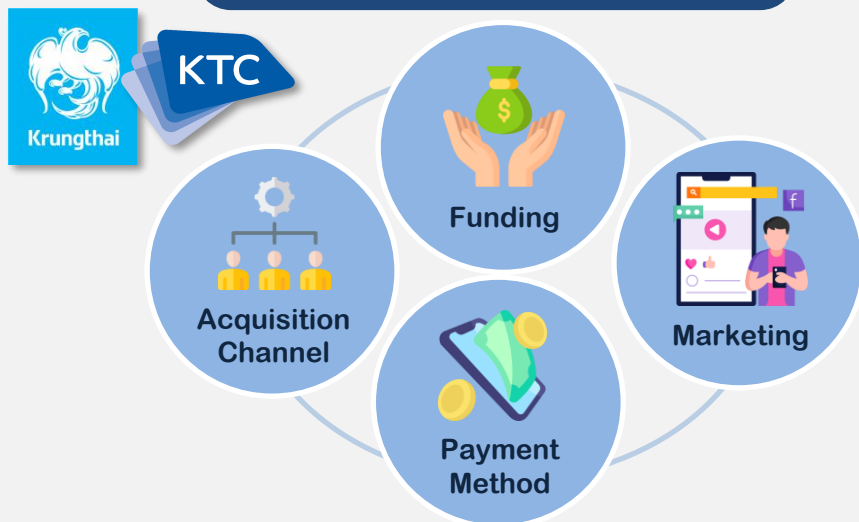 KTC
Krungthai
Funding
$
Acquisition
Channel
f
Marketing
Payment
Method